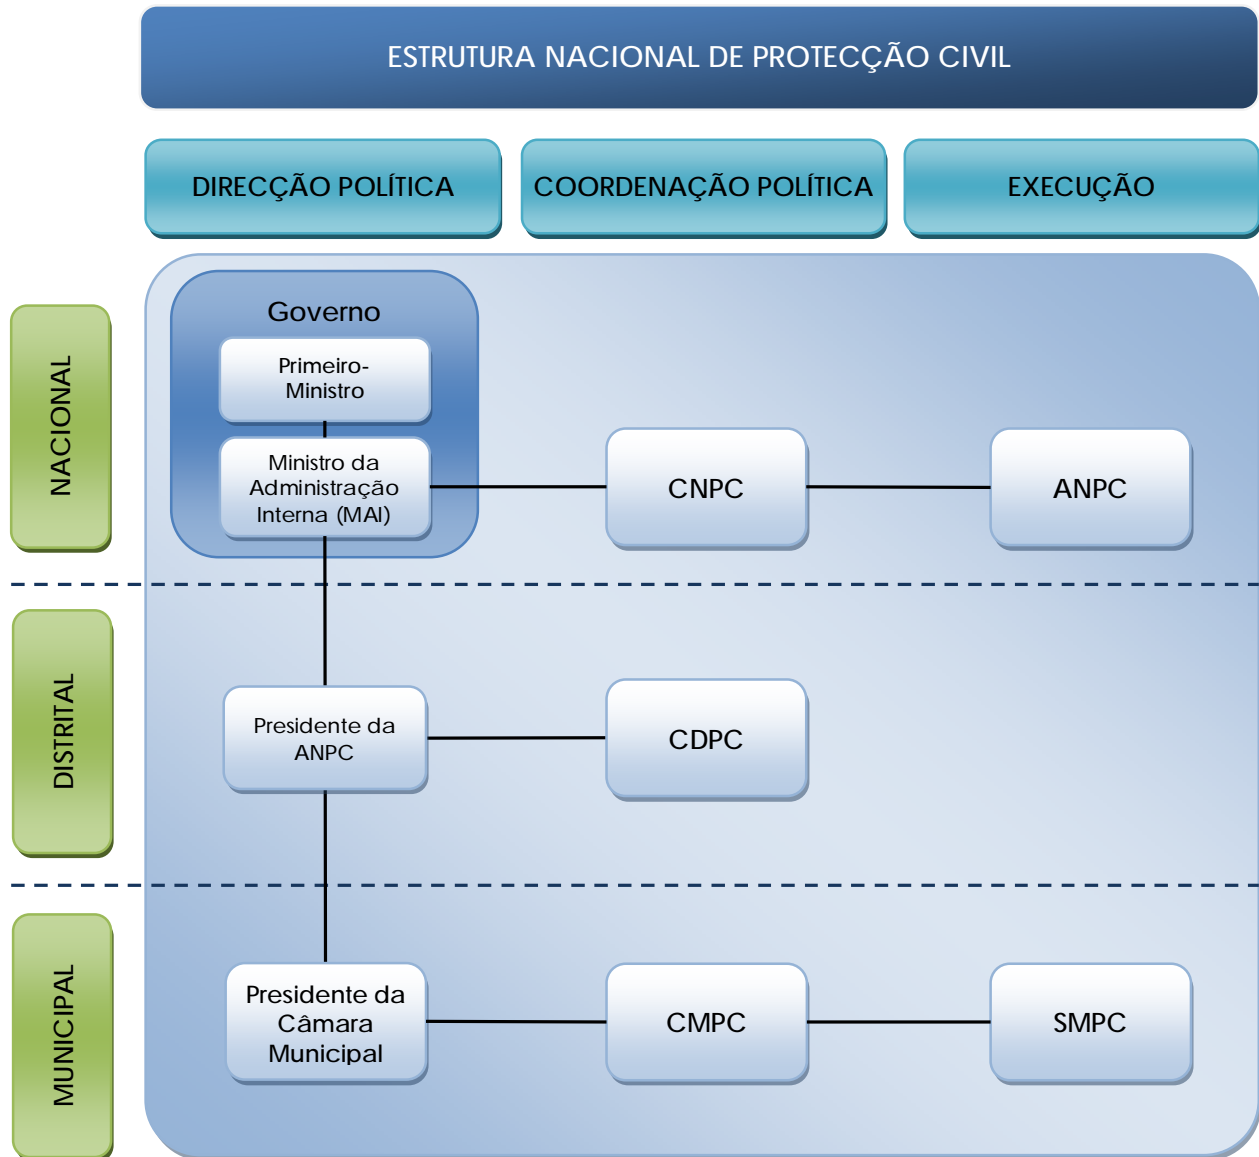 ESTRUTURA NACIONAL DE PROTECÇÃO CIVIL
DIRECÇÃO POLÍTICA
COORDENAÇÃO POLÍTICA
EXECUÇÃO
NACIONAL
Governo
Primeiro-
Ministro
Ministro da
Administração
Interna (MAI)
CNPC
ANPC
DISTRITAL
Presidente da
ANPC
CDPC
MUNICIPAL
Presidente da
Câmara
Municipal
CMPC
SMPC